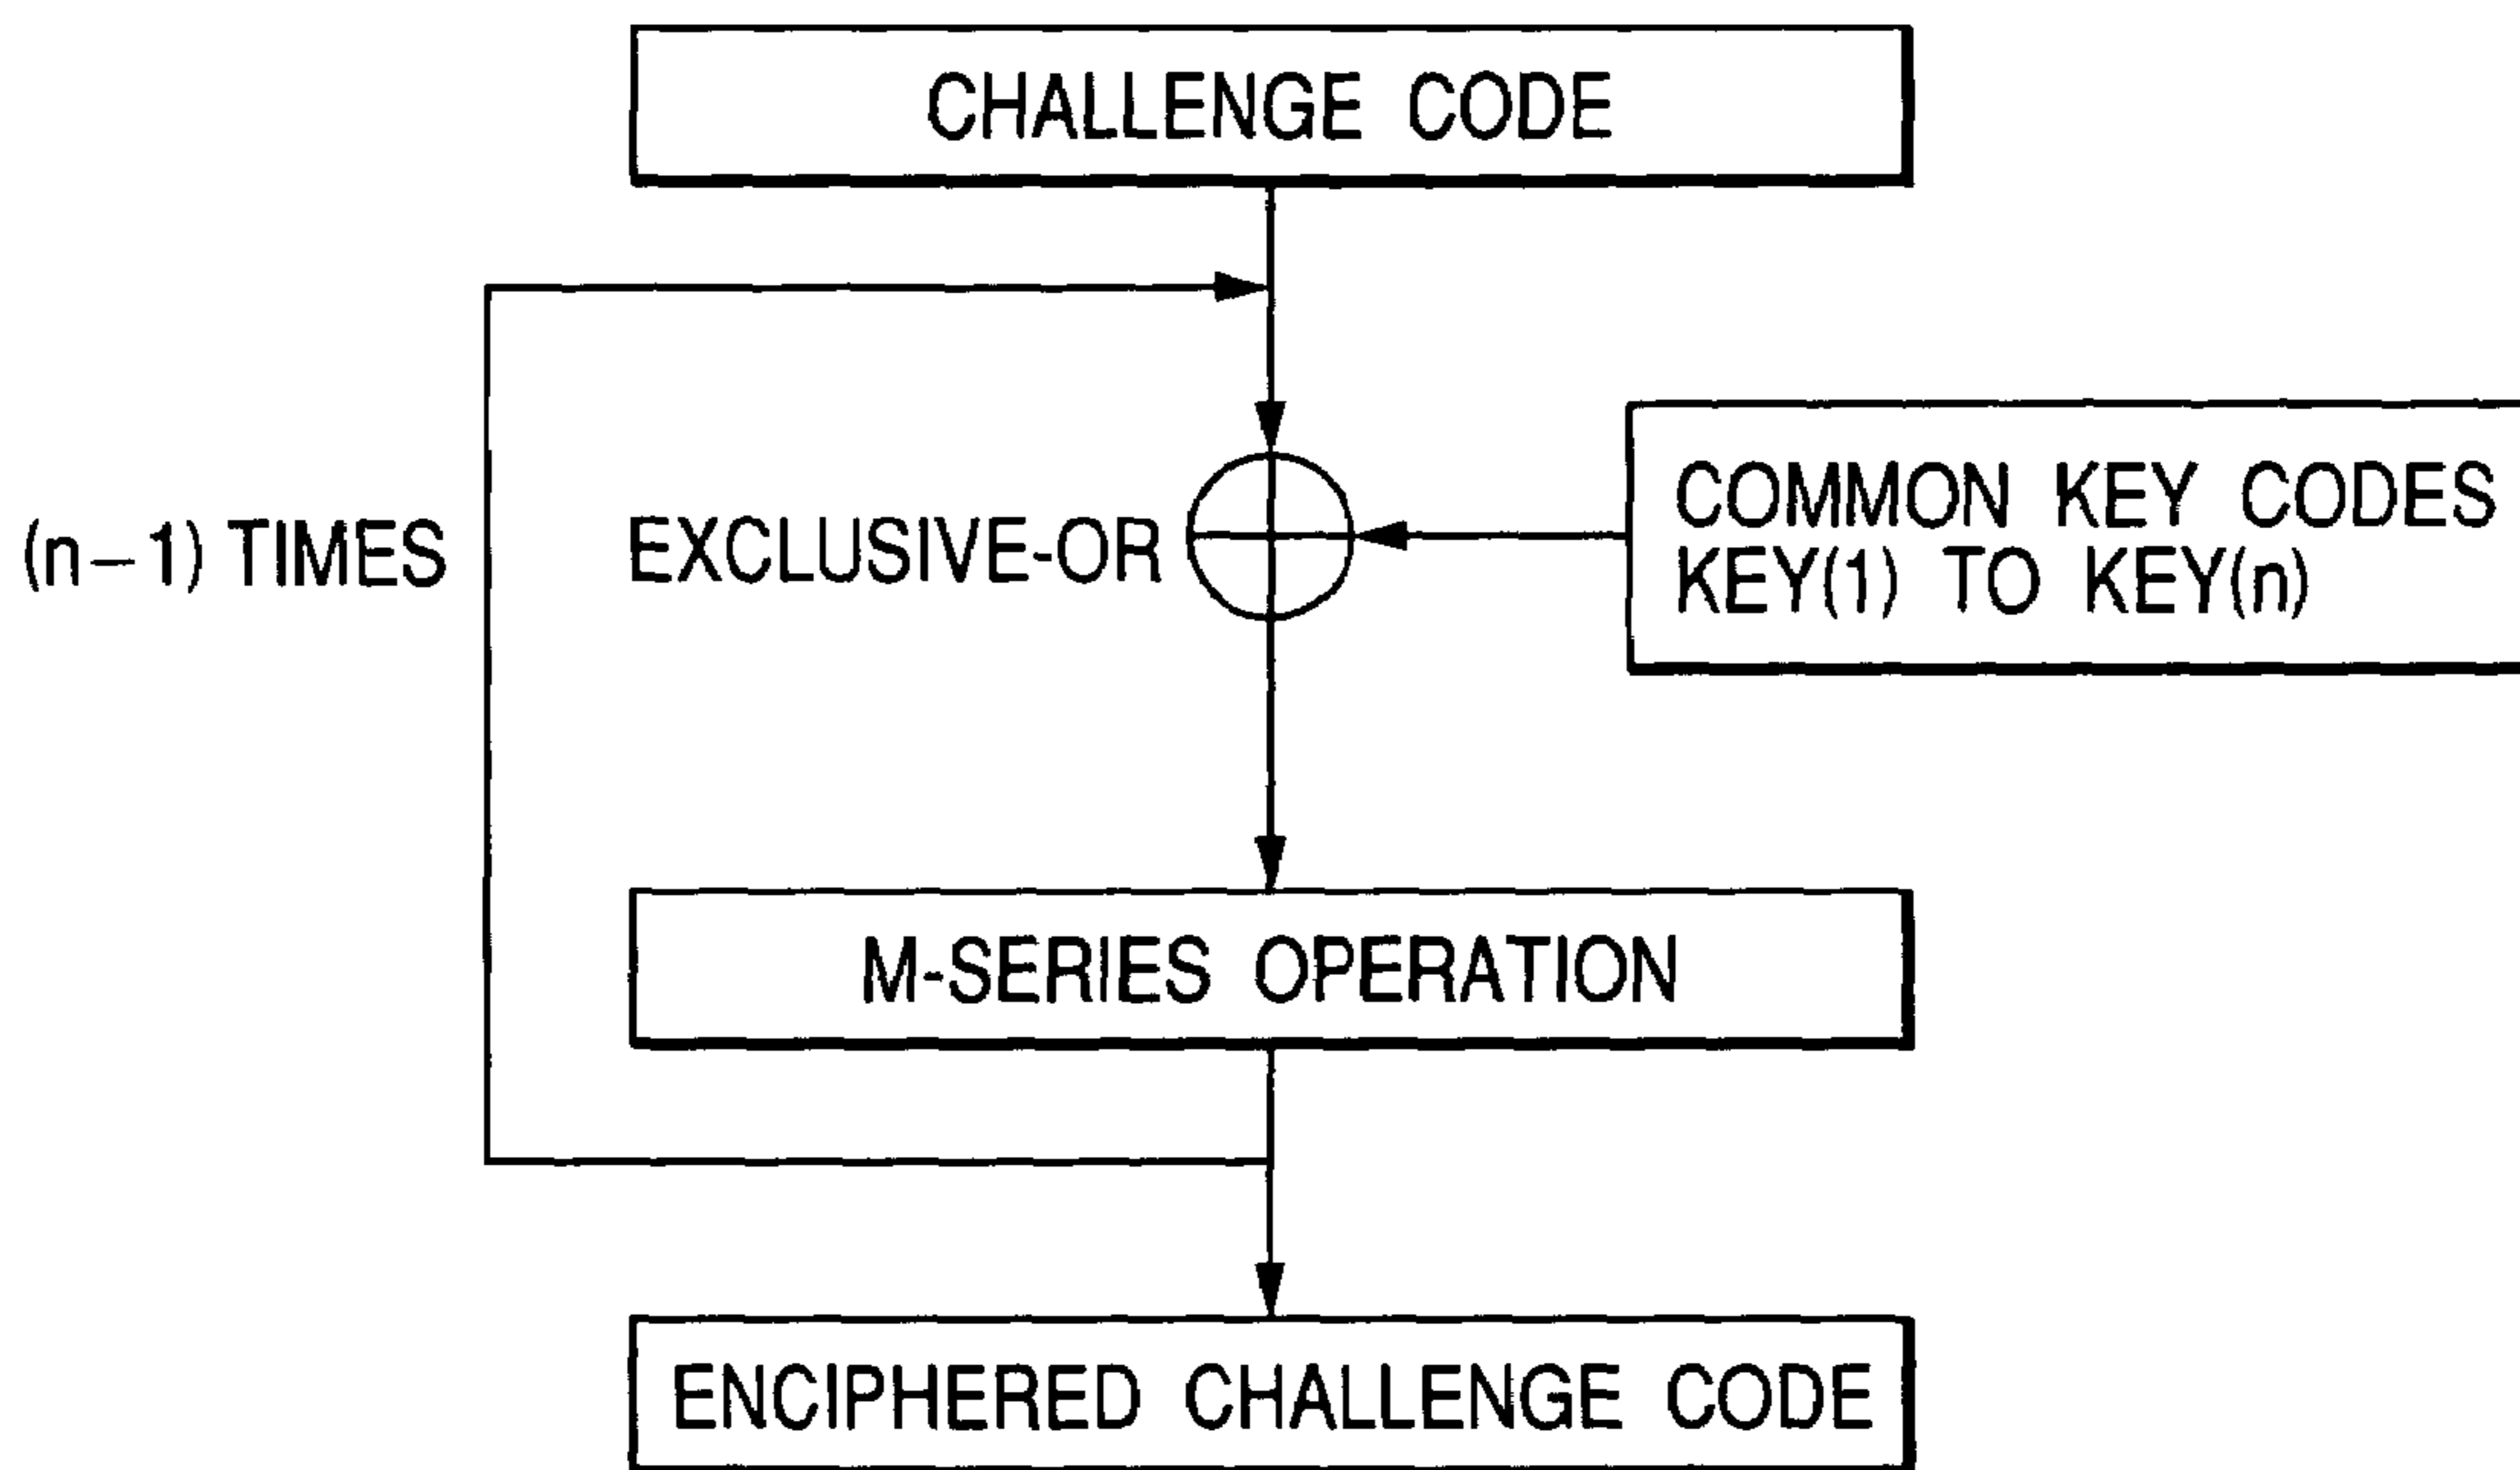 CHALLENGE CODE
(n−1) TIMES
EXCLUSIVE-OR
COMMON KEY CODES
KEY(1) TO KEY(n)
M-SERIES OPERATION
ENCIPHERED CHALLENGE CODE